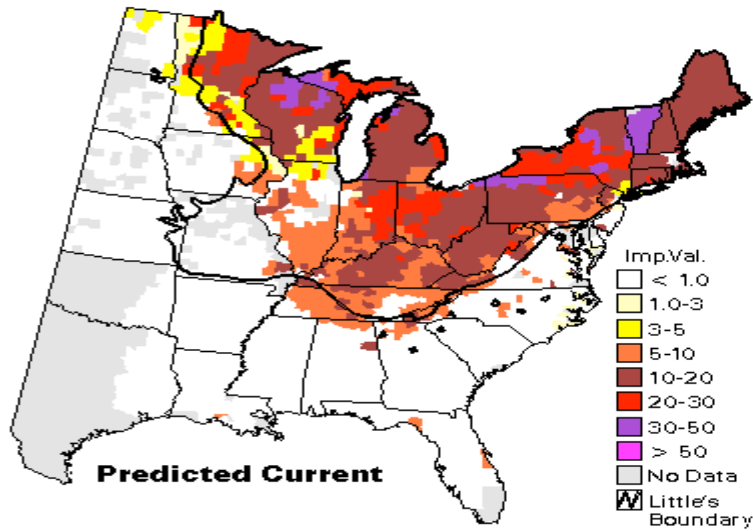 Imp.Val.
< 1.0
1.0-3
3-5
5-10
10-20
20-30
30-50
> 50
No Data
Little's
Boundary
Predicted Current